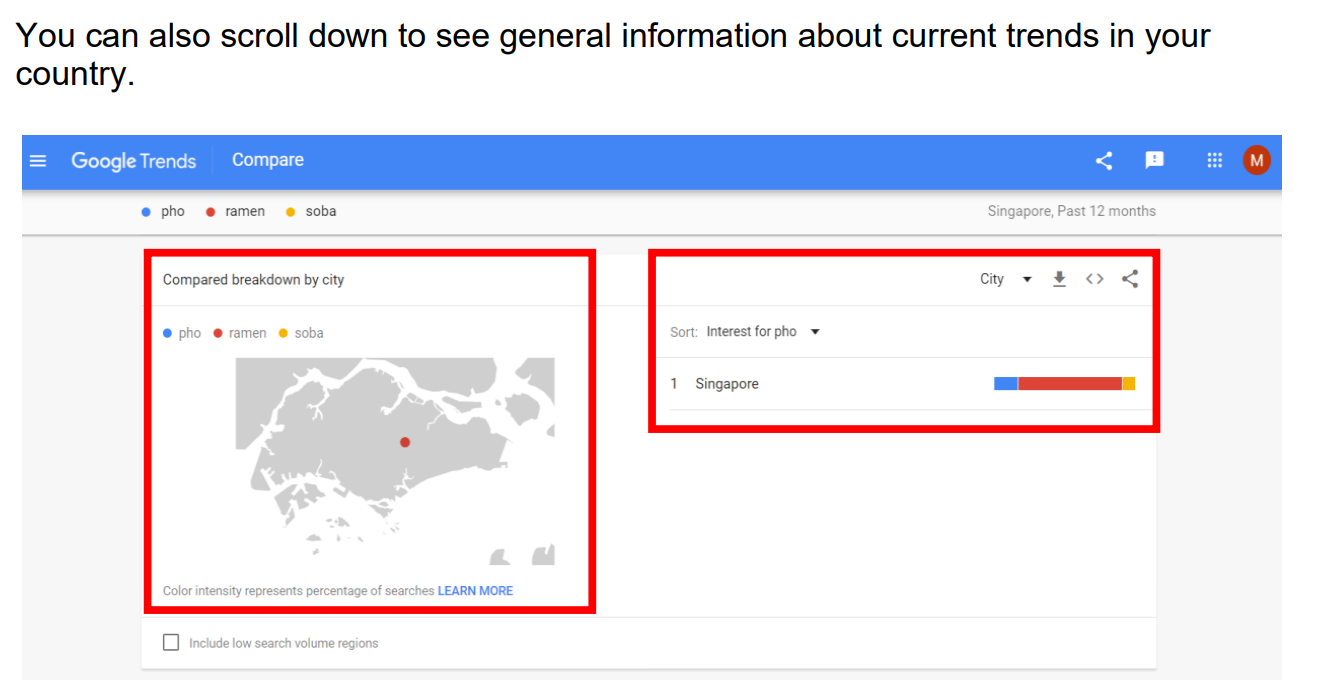 You can also scroll down to see general information about current trends in your
country.
Google Trends Compare M
pho ramen soba Singapore, Past 12 months
Compared breakdown by city
pho ramen soba
Color intensity represents percentage of searches LEARN MORE
Include low search volume regions
City
Sort: Interest for pho
1 Singapore